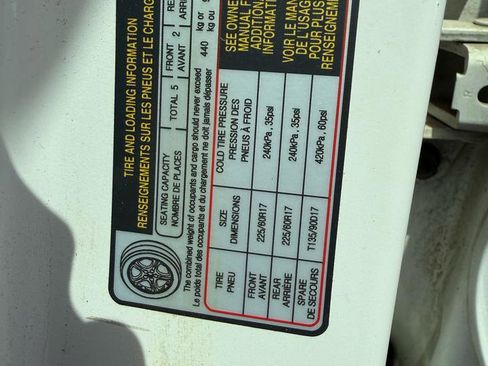 TIRE AND LOADING INFORMATION
RENSEIGNEMENTS SUR LES PNEUS ET LE CHARG
SEATING CAPACITY
NOMBRE DE PLACES
TOTAL 5
FRONT
AVANT
2
ARRI
The combined weight of occupants and cargo should never exceed
Le poids total des occupants et du chargement ne doit jamais dépasser
440
kg or
kg ou
TIRE
PNEU
SIZE
DIMENSIONS
COLD TIRE PRESSURE
PRESSION DES
PNEUS À FROID
FRONT
AVANT
225/60R17
240kPa, 35psi
REAR
ARRIÈRE
225/60R17
240kPa, 35psi
SPARE
DE SECOURS
T135/90D17
420kPa, 60psi
SEE OWNE
MANUAL F
ADDITION
INFORMATI
VOIR LE MAN
DE L'USAG
POUR PLUS
RENSEIGNEM